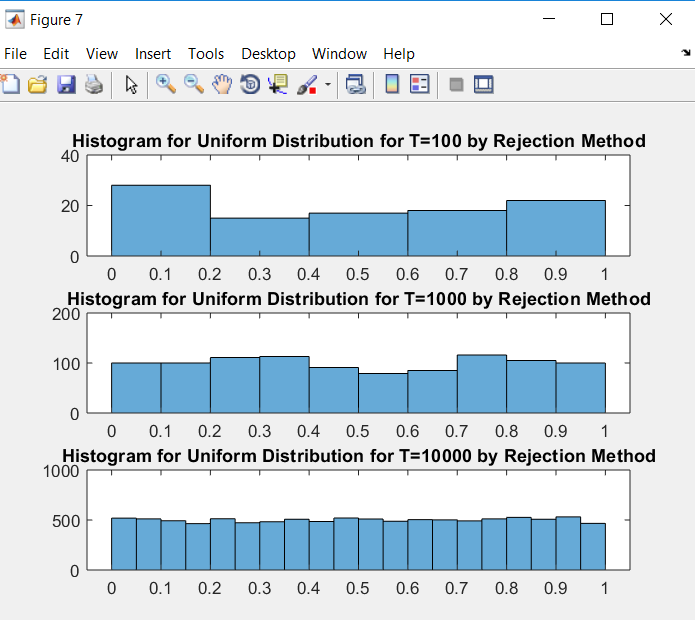 Figure 7
File Edit View Insert Tools Desktop Window Help
Histogram for Uniform Distribution for T=100 by Rejection Method
40
20
0
0 0.1 0.2 0.3 0.4 0.5 0.6 0.7 0.8 0.9 1
Histogram for Uniform Distribution for T=1000 by Rejection Method
200
100
0
0 0.1 0.2 0.3 0.4 0.5 0.6 0.7 0.8 0.9 1
Histogram for Uniform Distribution for T=10000 by Rejection Method
1000
500
0
0 0.1 0.2 0.3 0.4 0.5 0.6 0.7 0.8 0.9 1